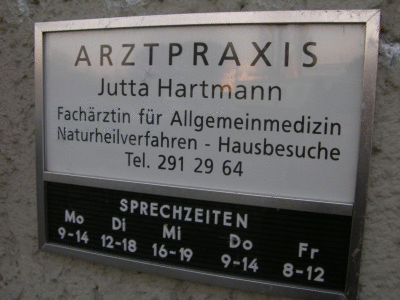 ARZTPRAXIS
Jutta Hartmann
Fachärztin für Allgemeinmedizin
Naturheilverfahren - Hausbesuche
Tel. 291 29 64
SPRECHZEITEN
Mo Di Mi Do Fr
9-14 12-18 16-19 9-14 8-12